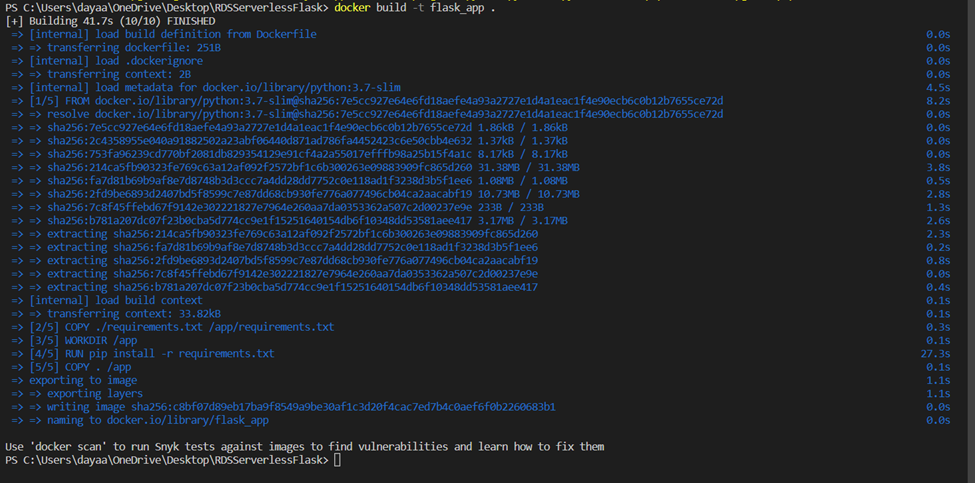 PS C:\Users\dayaa\OneDrive\Desktop\RDSServerlessFlask> docker build -t flask_app .
[+] Building 41.7s (10/10) FINISHED
=> [internal] load build definition from Dockerfile 0.0s
=> => transferring dockerfile: 251B 0.0s
=> [internal] load .dockerignore 0.0s
=> => transferring context: 2B 0.0s
=> [internal] load metadata for docker.io/library/python:3.7-slim 4.5s
=> [1/5] FROM docker.io/library/python:3.7-slim@sha256:7e5cc927e64e6fd18aefe4a93a2727e1d4a1eac1f4e90ecb6c0b12b7655ce72d 8.2s
=> => resolve docker.io/library/python:3.7-slim@sha256:7e5cc927e64e6fd18aefe4a93a2727e1d4a1eac1f4e90ecb6c0b12b7655ce72d 0.0s
=> => sha256:7e5cc927e64e6fd18aefe4a93a2727e1d4a1eac1f4e90ecb6c0b12b7655ce72d 1.86kB / 1.86kB 0.0s
=> => sha256:2c4358955e040a91882502a23abf06440d871ad786fa4452423c6e50cbb4e632 1.37kB / 1.37kB 0.0s
=> => sha256:753fa96239cd770bf2081db829354129e91cf4a2a55017efffb98a25b15f4a1c 8.17kB / 8.17kB 0.0s
=> => sha256:214ca5fb90323fe769c63a12af092f2572bf1c6b300263e09883909fc865d260 31.38MB / 31.38MB 3.8s
=> => sha256:fa7d81b69b9af8e7d8748b3d3ccc7a4dd28dd7752c0e118ad1f3238d3b5f1ee6 1.08MB / 1.08MB 0.5s
=> => sha256:2fd9be6893d2407bd5f8599c7e87dd68cb930fe776a077496cb04ca2aacabf19 10.73MB / 10.73MB 2.8s
=> => sha256:7c8f45ffebd67f9142e302221827e7964e260aa7da0353362a507c2d00237e9e 233B / 233B 1.3s
=> => sha256:b781a207dc07f23b0cba5d774cc9e1f15251640154db6f10348dd53581aee417 3.17MB / 3.17MB 2.6s
=> => extracting sha256:214ca5fb90323fe769c63a12af092f2572bf1c6b300263e09883909fc865d260 2.3s
=> => extracting sha256:fa7d81b69b9af8e7d8748b3d3ccc7a4dd28dd7752c0e118ad1f3238d3b5f1ee6 0.2s
=> => extracting sha256:2fd9be6893d2407bd5f8599c7e87dd68cb930fe776a077496cb04ca2aacabf19 0.8s
=> => extracting sha256:7c8f45ffebd67f9142e302221827e7964e260aa7da0353362a507c2d00237e9e 0.0s
=> => extracting sha256:b781a207dc07f23b0cba5d774cc9e1f15251640154db6f10348dd53581aee417 0.4s
=> [internal] load build context 0.1s
=> => transferring context: 33.82kB 0.1s
=> [2/5] COPY ./requirements.txt /app/requirements.txt 0.3s
=> [3/5] WORKDIR /app 0.1s
=> [4/5] RUN pip install -r requirements.txt 27.3s
=> [5/5] COPY . /app 0.1s
=> exporting to image 1.1s
=> => exporting layers 1.1s
=> => writing image sha256:c8bf07d89eb17ba9f8549a9be30af1c3d20f4cac7ed7b4c0aef6f0b2260683b1 0.0s
=> => naming to docker.io/library/flask_app 0.0s
Use 'docker scan' to run Snyk tests against images to find vulnerabilities and learn how to fix them
PS C:\Users\dayaa\OneDrive\Desktop\RDSServerlessFlask>